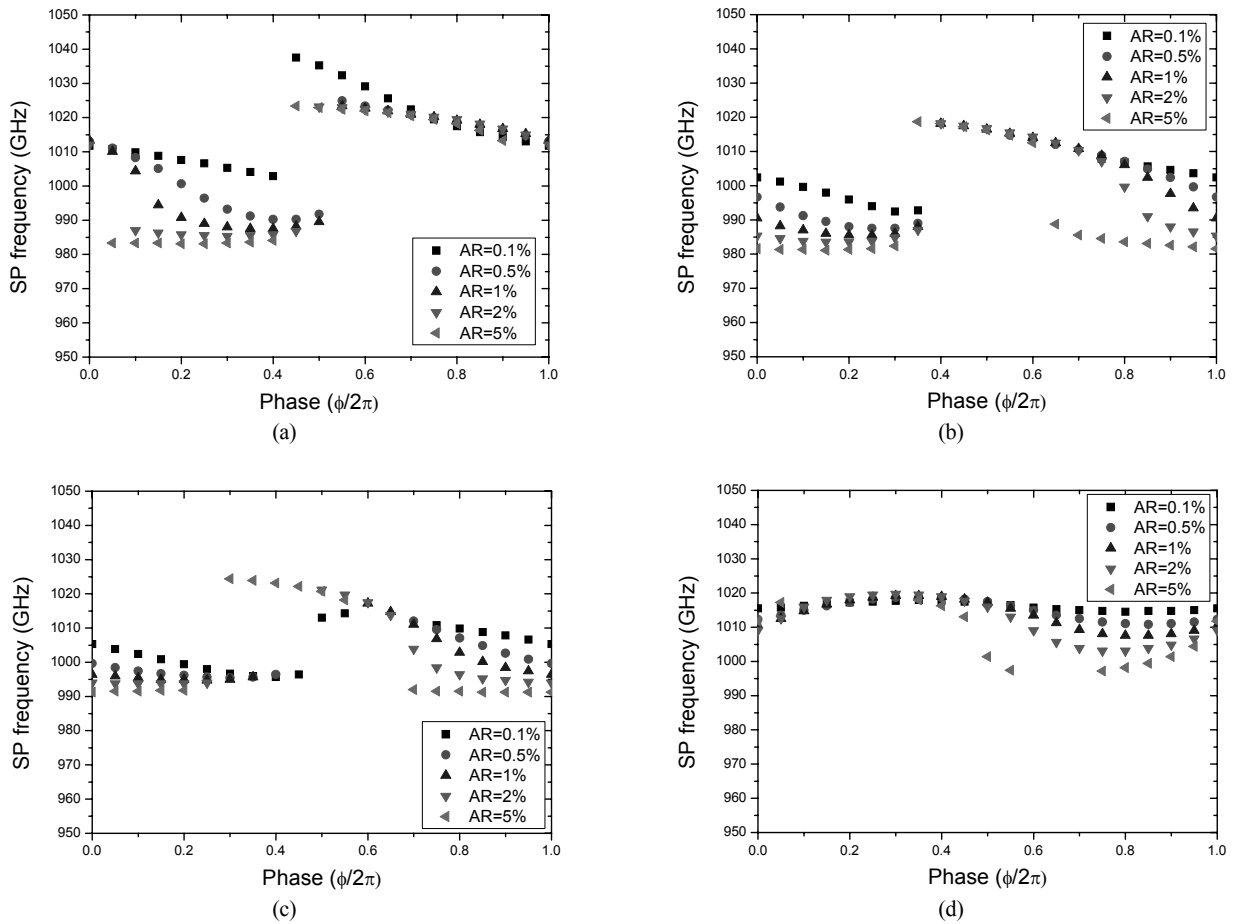 1050
1040
1030
1020
1010
1000
990
980
970
960
950
SP frequency (GHz)
AR=0.1%
AR=0.5%
AR=1%
AR=2%
AR=5%
0.0 0.2 0.4 0.6 0.8 1.0
Phase (ϕ/2π)
(a)
1050
1040
1030
1020
1010
1000
990
980
970
960
950
SP frequency (GHz)
AR=0.1%
AR=0.5%
AR=1%
AR=2%
AR=5%
0.0 0.2 0.4 0.6 0.8 1.0
Phase (ϕ/2π)
(b)
1050
1040
1030
1020
1010
1000
990
980
970
960
950
SP frequency (GHz)
AR=0.1%
AR=0.5%
AR=1%
AR=2%
AR=5%
0.0 0.2 0.4 0.6 0.8 1.0
Phase (ϕ/2π)
(c)
1050
1040
1030
1020
1010
1000
990
980
970
960
950
SP frequency (GHz)
AR=0.1%
AR=0.5%
AR=1%
AR=2%
AR=5%
0.0 0.2 0.4 0.6 0.8 1.0
Phase (ϕ/2π)
(d)